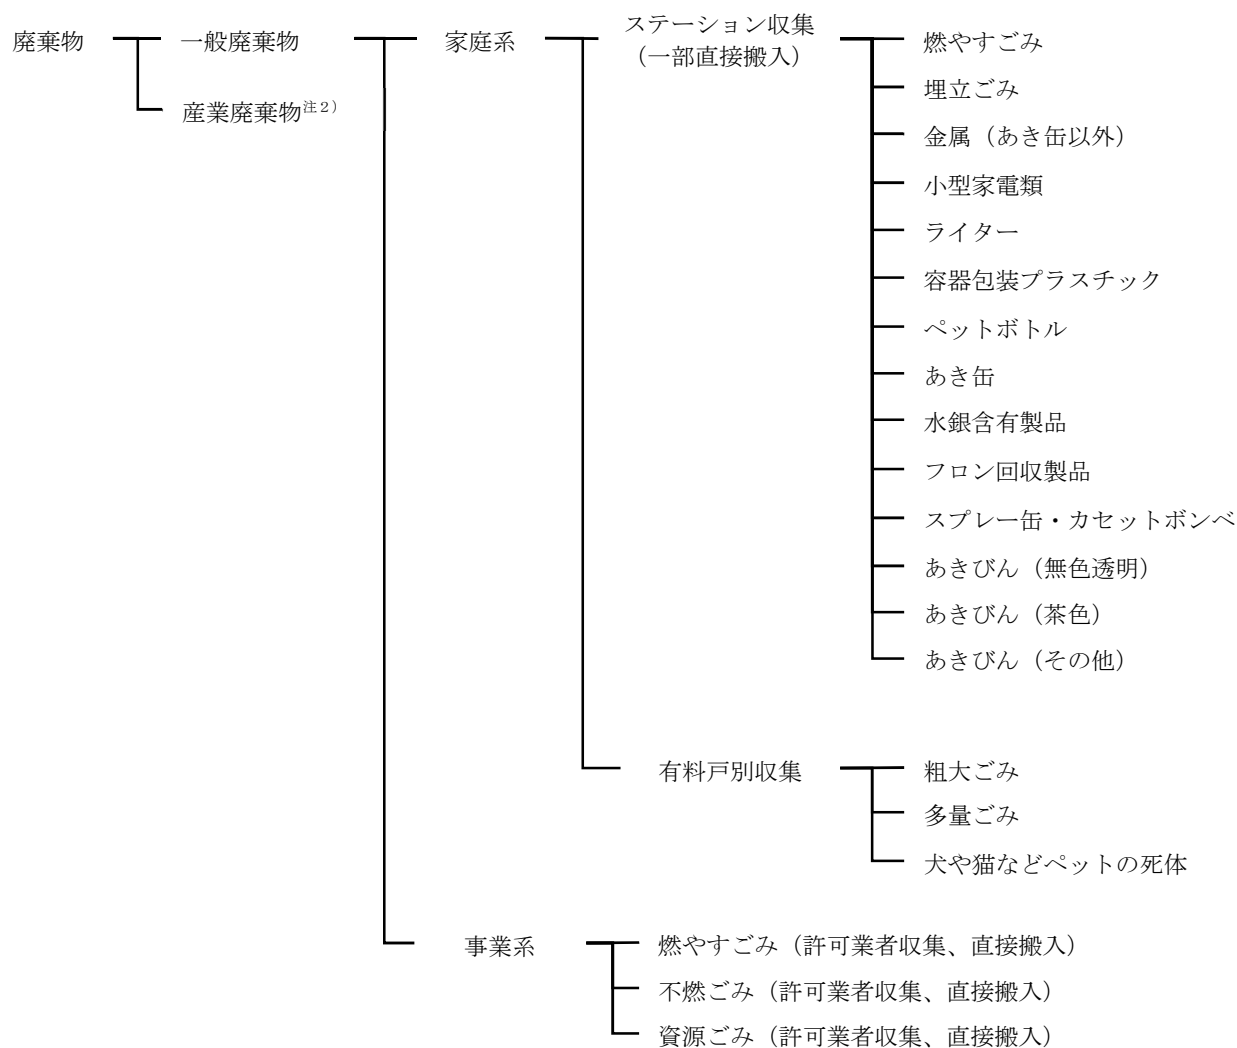 廃棄物
一般廃棄物
産業廃棄物注2)
家庭系
ステーション収集
（一部直接搬入）
燃やすごみ
埋立ごみ
金属（あき缶以外）
小型家電類
ライター
容器包装プラスチック
ペットボトル
あき缶
水銀含有製品
フロン回収製品
スプレー缶・カセットボンベ
あきびん（無色透明）
あきびん（茶色）
あきびん（その他）
有料戸別収集
粗大ごみ
多量ごみ
犬や猫などペットの死体
事業系
燃やすごみ（許可業者収集、直接搬入）
不燃ごみ（許可業者収集、直接搬入）
資源ごみ（許可業者収集、直接搬入）